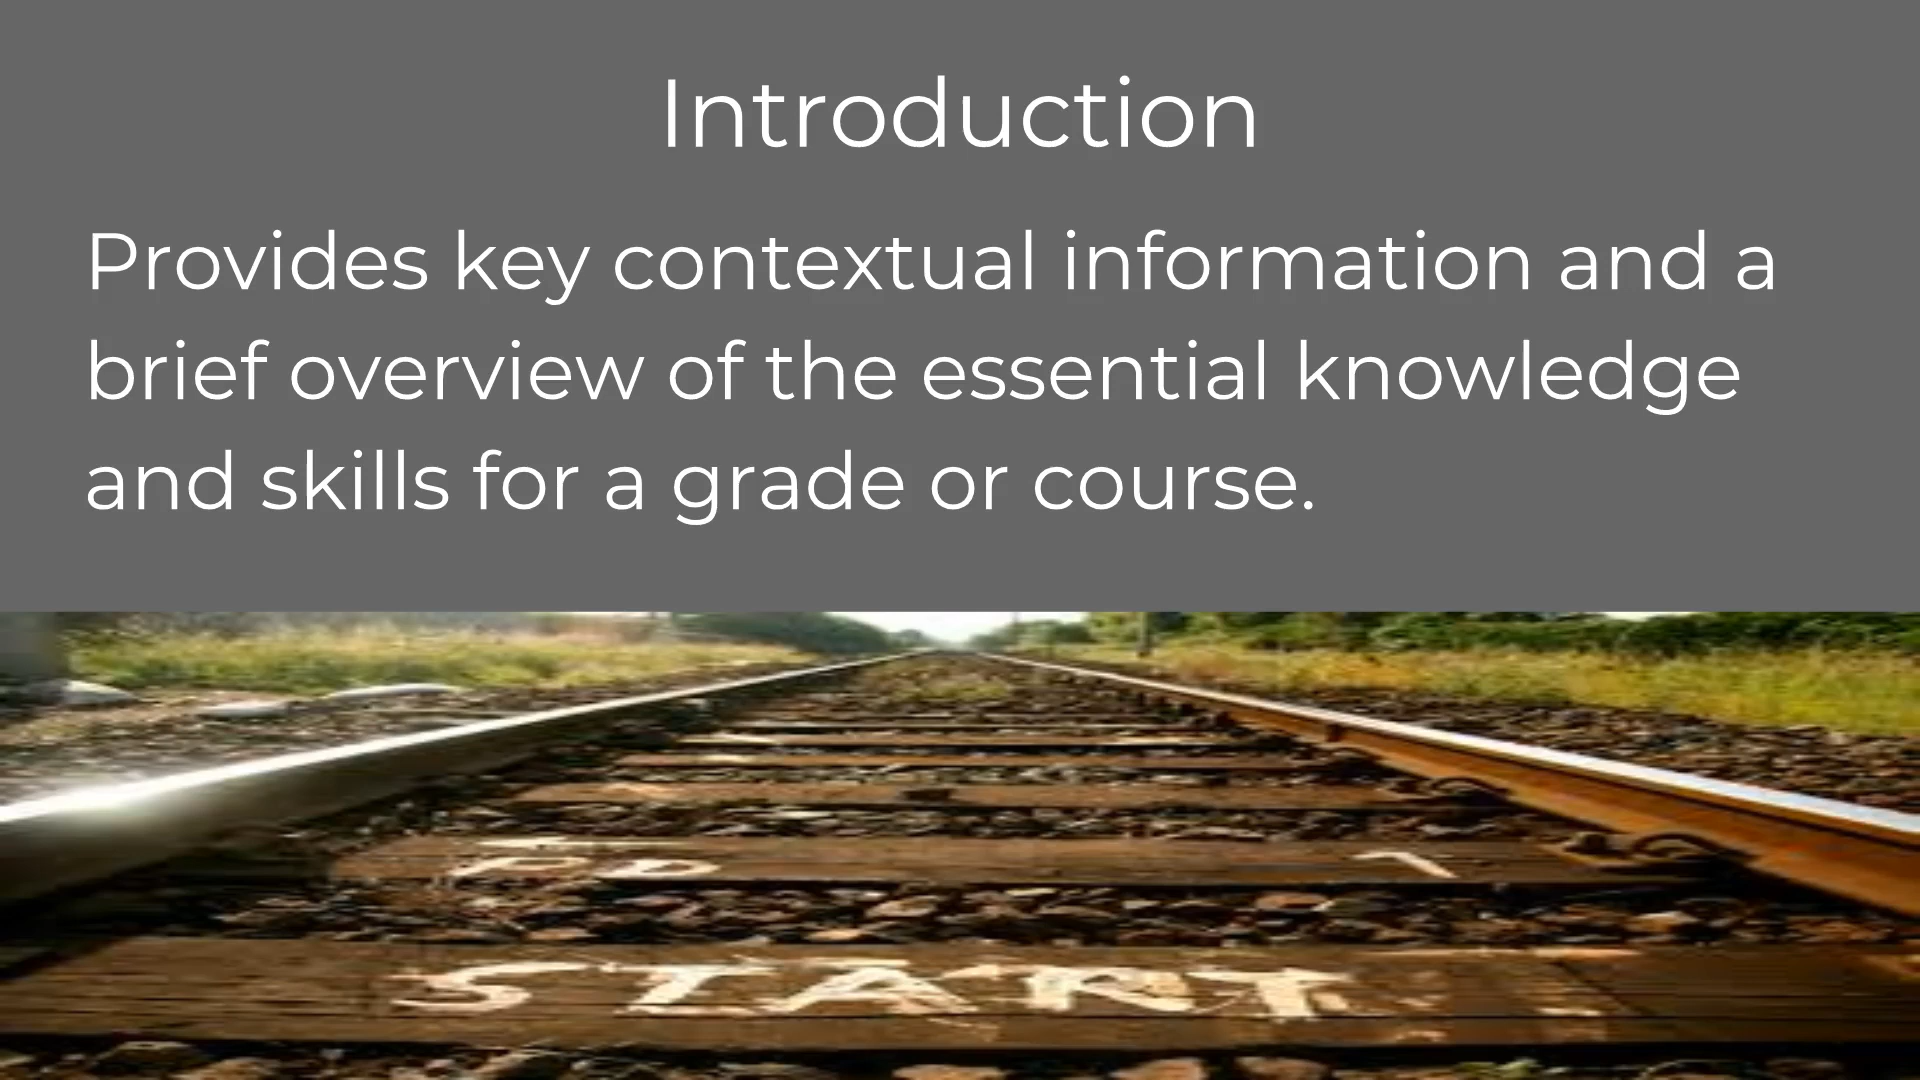 Introduction
Provides key contextual information and a
brief overview of the essential knowledge
and skills for a grade or course.
START